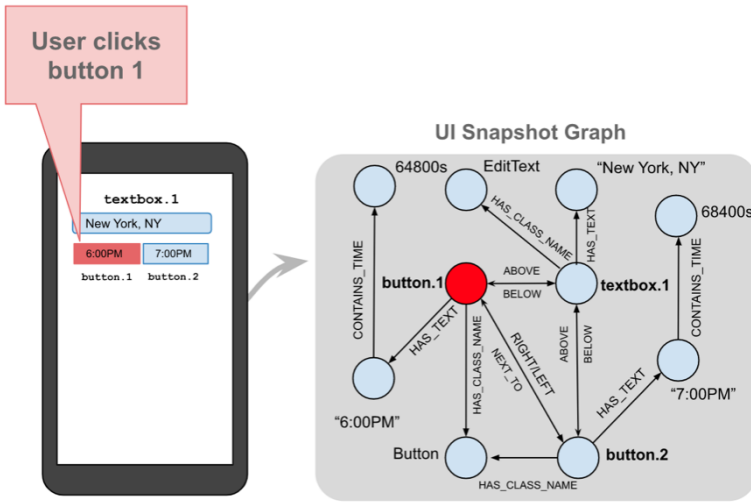 User clicks
button 1
textbox.1
New York, NY
6:00PM
7:00PM
button.1
button.2
UI Snapshot Graph
64800s
EditText
“New York, NY”
68400s
HAS_CLASS_NAME
HAS_TEXT
CONTAINS_TIME
CONTAINS_TIME
button.1
ABOVE
BELOW
textbox.1
HAS_TEXT
HAS_CLASS_NAME
RIGHT/LEFT
NEXT_TO
ABOVE
BELOW
HAS_TEXT
“6:00PM”
“7:00PM”
Button
button.2
HAS_CLASS_NAME